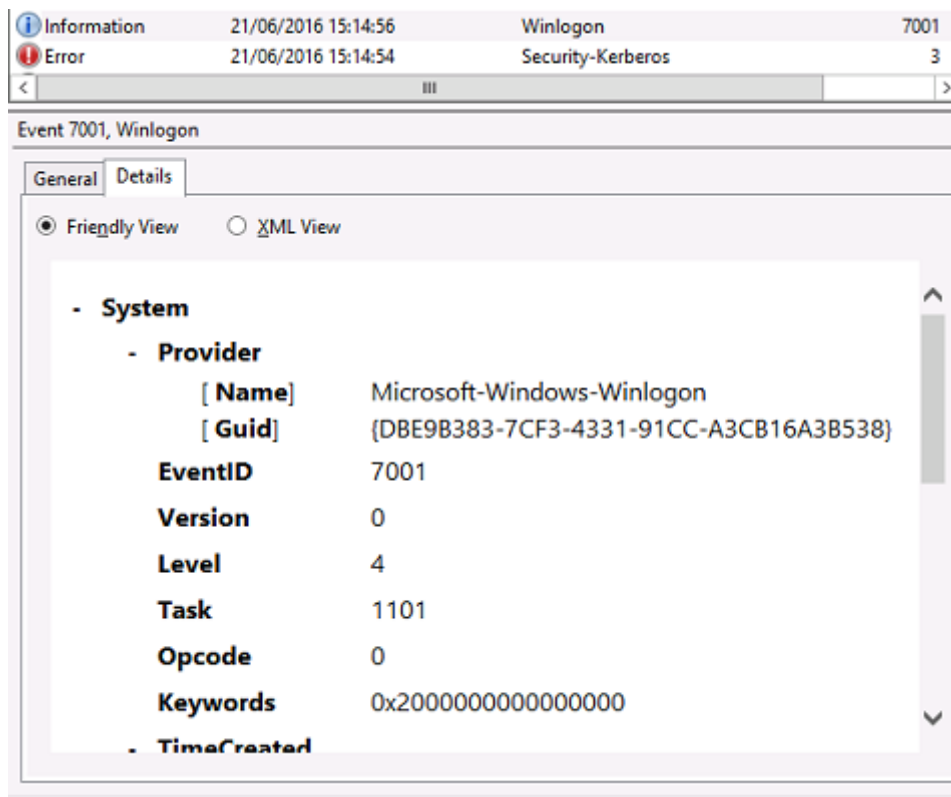 Information 21/06/2016 15:14:56 Winlogon 7001
Error 21/06/2016 15:14:54 Security-Kerberos 3
Event 7001, Winlogon
General Details
Friendly View XML View
- System
- Provider
[ Name] Microsoft-Windows-Winlogon
[ Guid] {DBE9B383-7CF3-4331-91CC-A3CB16A3B538}
EventID 7001
Version 0
Level 4
Task 1101
Opcode 0
Keywords 0x2000000000000000
- TimeCreated